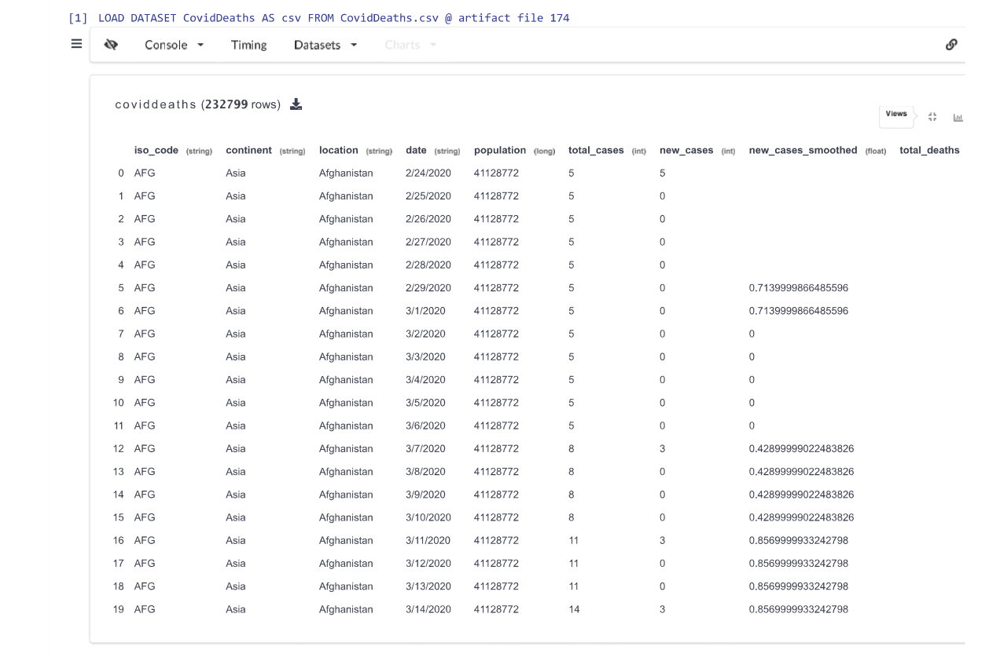 [1] LOAD DATASET CovidDeaths AS csv FROM CovidDeaths.csv @ artifact file 174
Console Timing Datasets Charts
coviddeaths (232799 rows)
Views
iso_code (string) continent (string) location (string) date (string) population (long) total_cases (int) new_cases (int) new_cases_smoothed (float) total_deaths
0 AFG Asia Afghanistan 2/24/2020 41128772 5 5
1 AFG Asia Afghanistan 2/25/2020 41128772 5 0
2 AFG Asia Afghanistan 2/26/2020 41128772 5 0
3 AFG Asia Afghanistan 2/27/2020 41128772 5 0
4 AFG Asia Afghanistan 2/28/2020 41128772 5 0
5 AFG Asia Afghanistan 2/29/2020 41128772 5 0 0.7139999866485596
6 AFG Asia Afghanistan 3/1/2020 41128772 5 0 0.7139999866485596
7 AFG Asia Afghanistan 3/2/2020 41128772 5 0 0
8 AFG Asia Afghanistan 3/3/2020 41128772 5 0 0
9 AFG Asia Afghanistan 3/4/2020 41128772 5 0 0
10 AFG Asia Afghanistan 3/5/2020 41128772 5 0 0
11 AFG Asia Afghanistan 3/6/2020 41128772 5 0 0
12 AFG Asia Afghanistan 3/7/2020 41128772 8 3 0.42899999022483826
13 AFG Asia Afghanistan 3/8/2020 41128772 8 0 0.42899999022483826
14 AFG Asia Afghanistan 3/9/2020 41128772 8 0 0.42899999022483826
15 AFG Asia Afghanistan 3/10/2020 41128772 8 0 0.42899999022483826
16 AFG Asia Afghanistan 3/11/2020 41128772 11 3 0.8569999933242798
17 AFG Asia Afghanistan 3/12/2020 41128772 11 0 0.8569999933242798
18 AFG Asia Afghanistan 3/13/2020 41128772 11 0 0.8569999933242798
19 AFG Asia Afghanistan 3/14/2020 41128772 14 3 0.8569999933242798